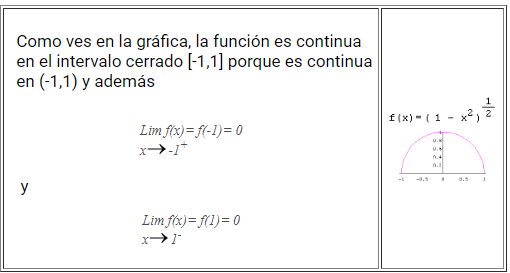 Como ves en la gráfica, la función es continua
en el intervalo cerrado [-1,1] porque es continua
en (-1,1) y además
Lim f(x) = f(-1) = 0
x→ -1⁺
y
Lim f(x) = f(1) = 0
x→ 1⁻
f(x) = ( 1 - x²)^(1/2)
1
0.8
0.6
0.4
0.2
-1 -0.5 0 0.5 1